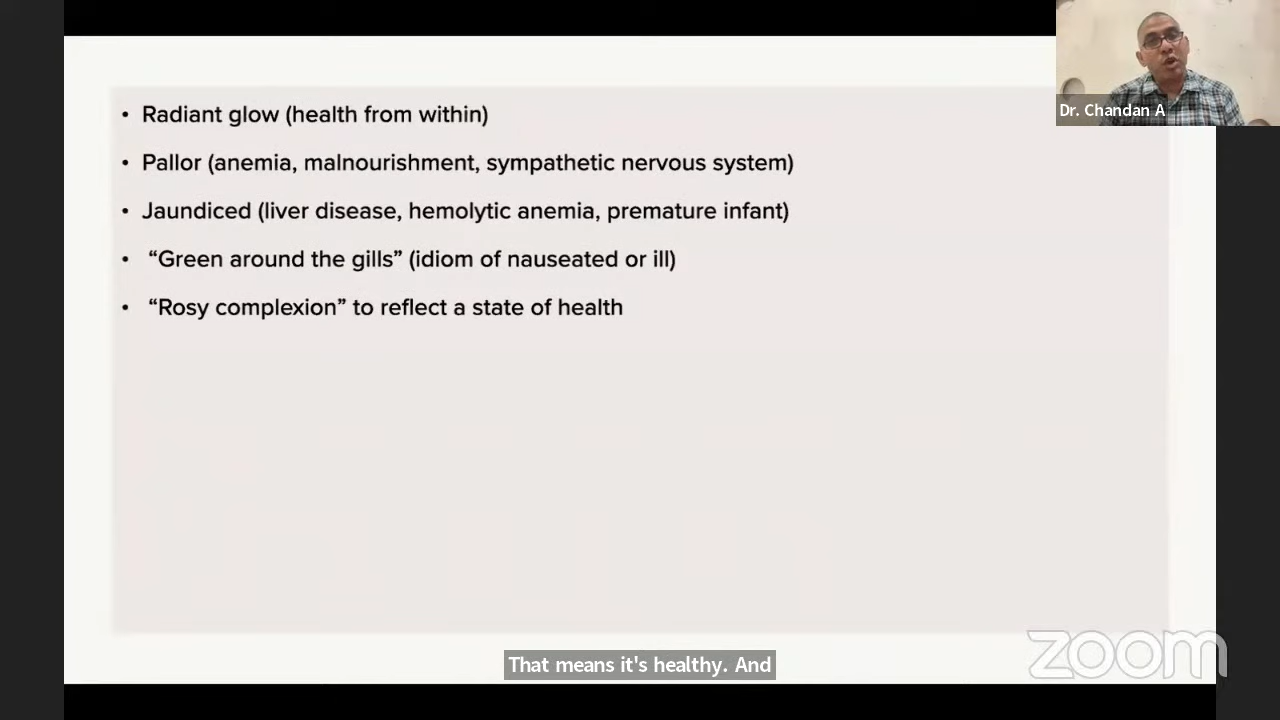 • Radiant glow (health from within)
• Pallor (anemia, malnourishment, sympathetic nervous system)
• Jaundiced (liver disease, hemolytic anemia, premature infant)
• “Green around the gills” (idiom of nauseated or ill)
• “Rosy complexion” to reflect a state of health
Dr. Chandan A
That means it's healthy. And
zoom